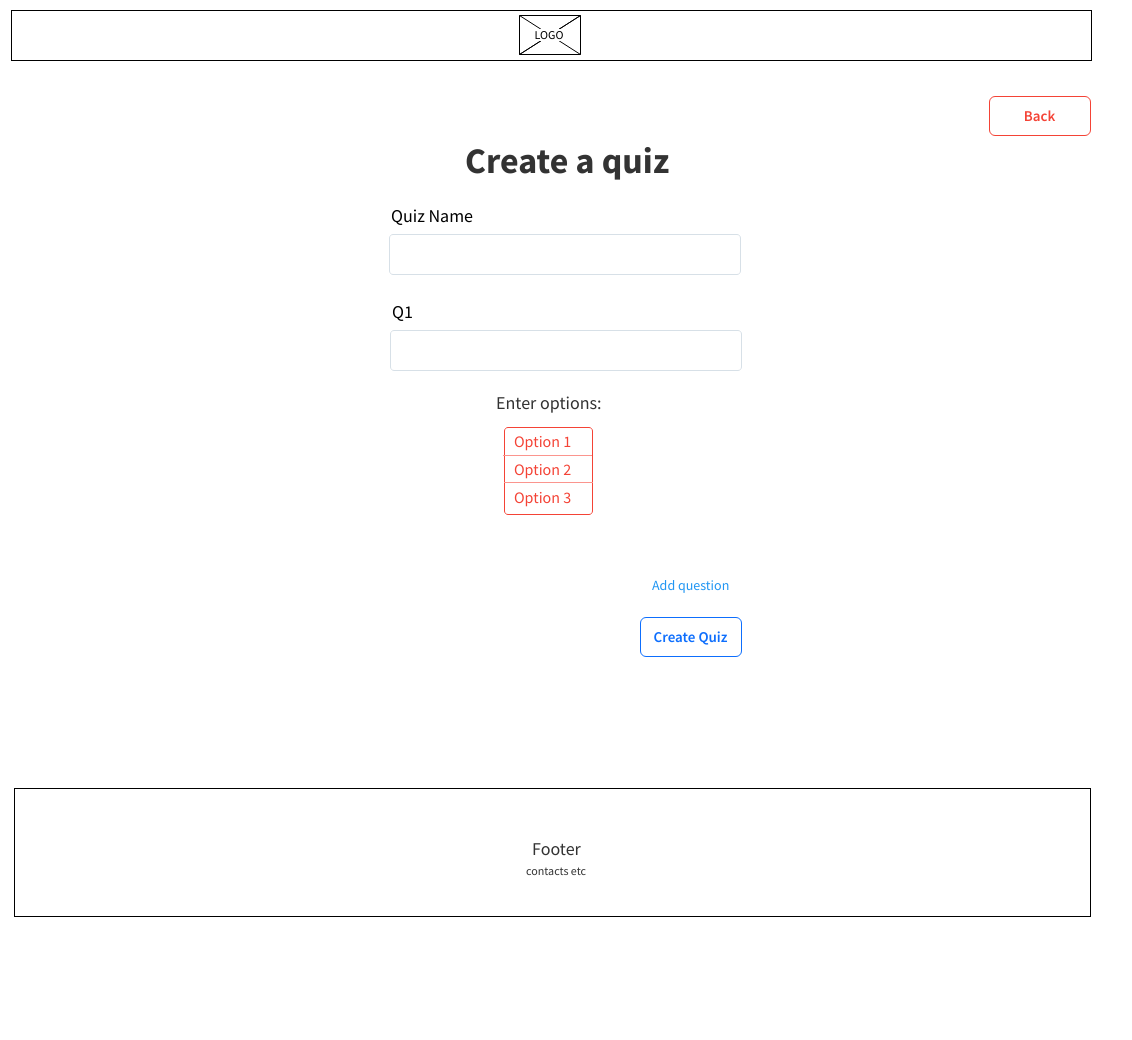 LOGO
Back
Create a quiz
Quiz Name
Q1
Enter options:
Option 1
Option 2
Option 3
Add question
Create Quiz
Footer
contacts etc